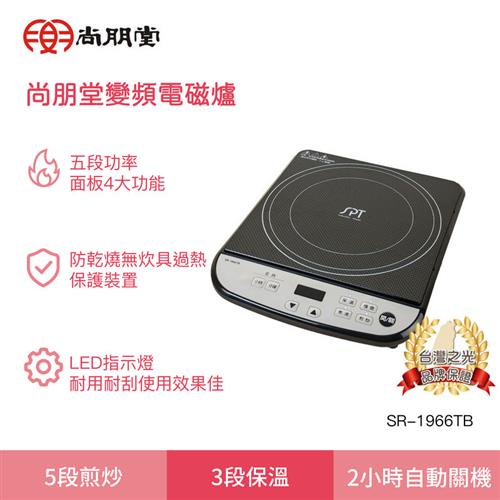 尚朋堂
尚朋堂變頻電磁爐
五段功率
面板4大功能
防乾燒無炊具過熱
保護裝置
LED指示燈
耐用耐刮使用效果佳
SPT
台灣之光
品牌保證
SR-1966TB
5段煎炒
3段保溫
2小時自動關機